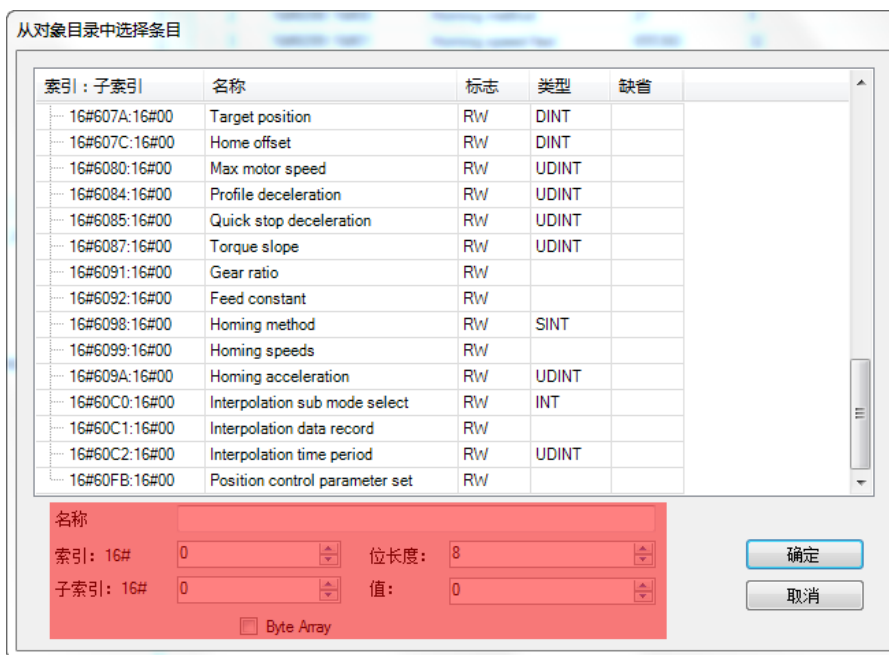 从对象目录中选择条目
索引:子索引 名称 标志 类型 缺省
16#607A:16#00 Target position RW DINT
16#607C:16#00 Home offset RW DINT
16#6080:16#00 Max motor speed RW UDINT
16#6084:16#00 Profile deceleration RW UDINT
16#6085:16#00 Quick stop deceleration RW UDINT
16#6087:16#00 Torque slope RW UDINT
16#6091:16#00 Gear ratio RW
16#6092:16#00 Feed constant RW
16#6098:16#00 Homing method RW SINT
16#6099:16#00 Homing speeds RW
16#609A:16#00 Homing acceleration RW UDINT
16#60C0:16#00 Interpolation sub mode select RW INT
16#60C1:16#00 Interpolation data record RW
16#60C2:16#00 Interpolation time period RW UDINT
16#60FB:16#00 Position control parameter set RW
名称
索引: 16# 0 位长度: 8 确定
子索引: 16# 0 值: 0 取消
Byte Array